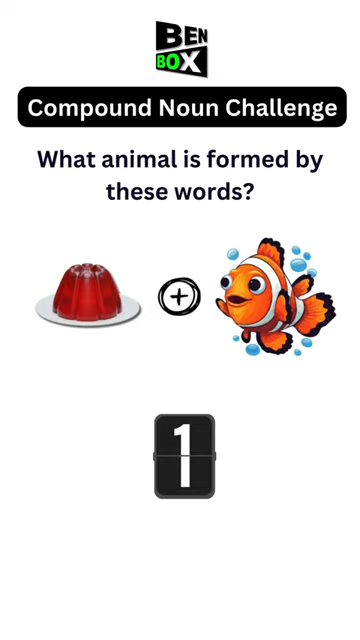 BEN
BOX
Compound Noun Challenge
What animal is formed by
these words?
1